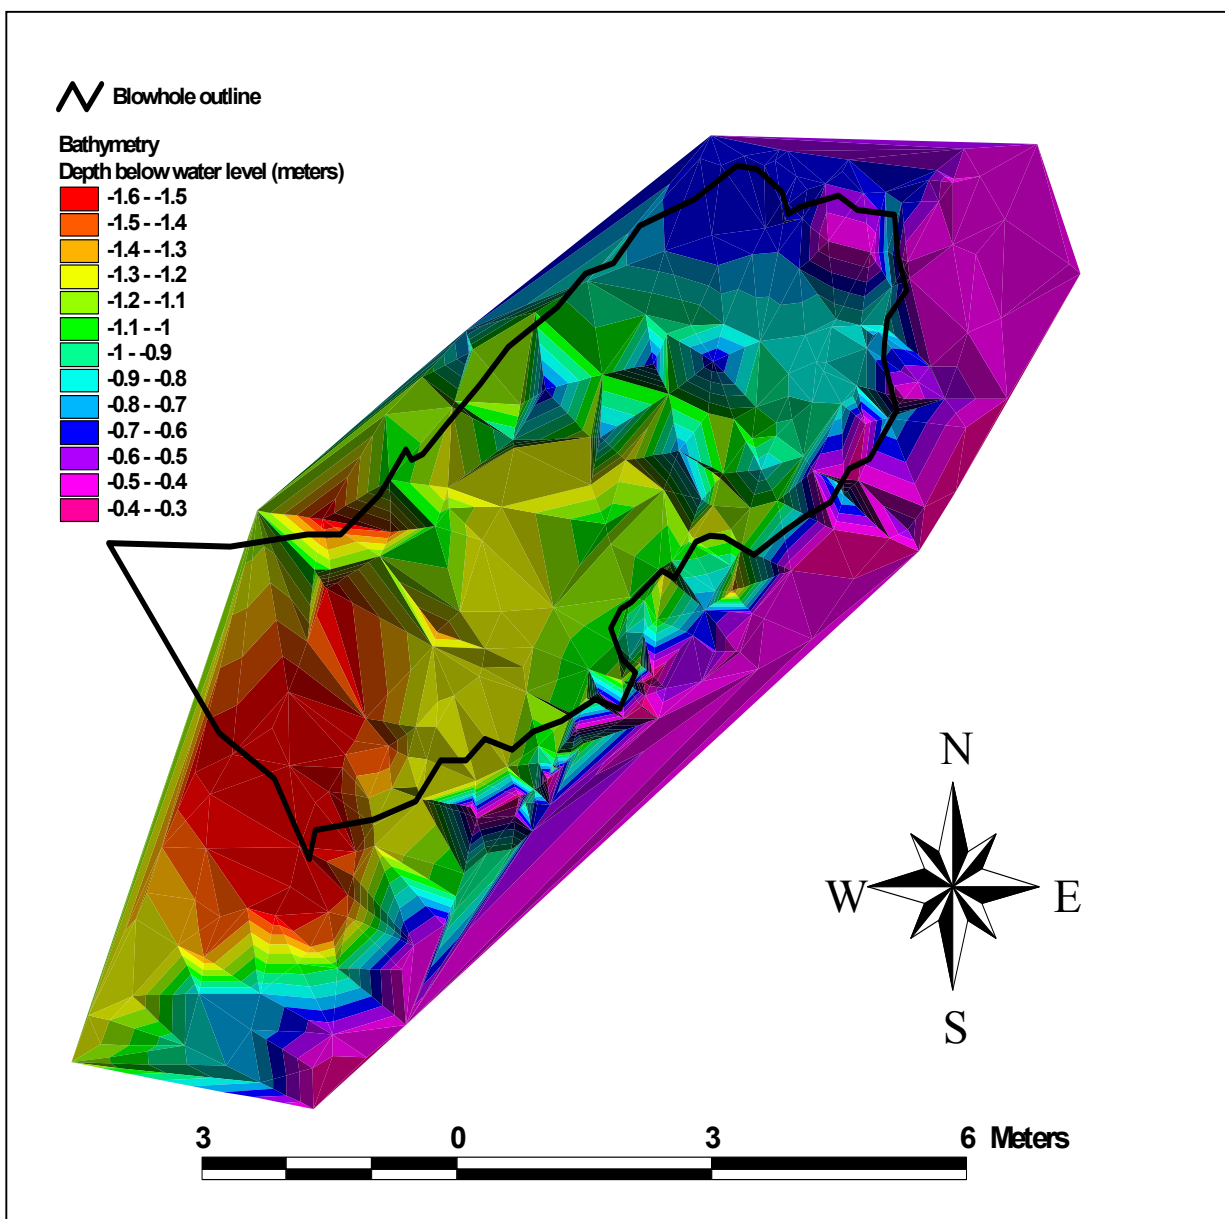 Blowhole outline
Bathymetry
Depth below water level (meters)
-1.6 - -1.5
-1.5 - -1.4
-1.4 - -1.3
-1.3 - -1.2
-1.2 - -1.1
-1.1 - -1
-1 - -0.9
-0.9 - -0.8
-0.8 - -0.7
-0.7 - -0.6
-0.6 - -0.5
-0.5 - -0.4
-0.4 - -0.3
N
W E
S
3 0 3 6 Meters